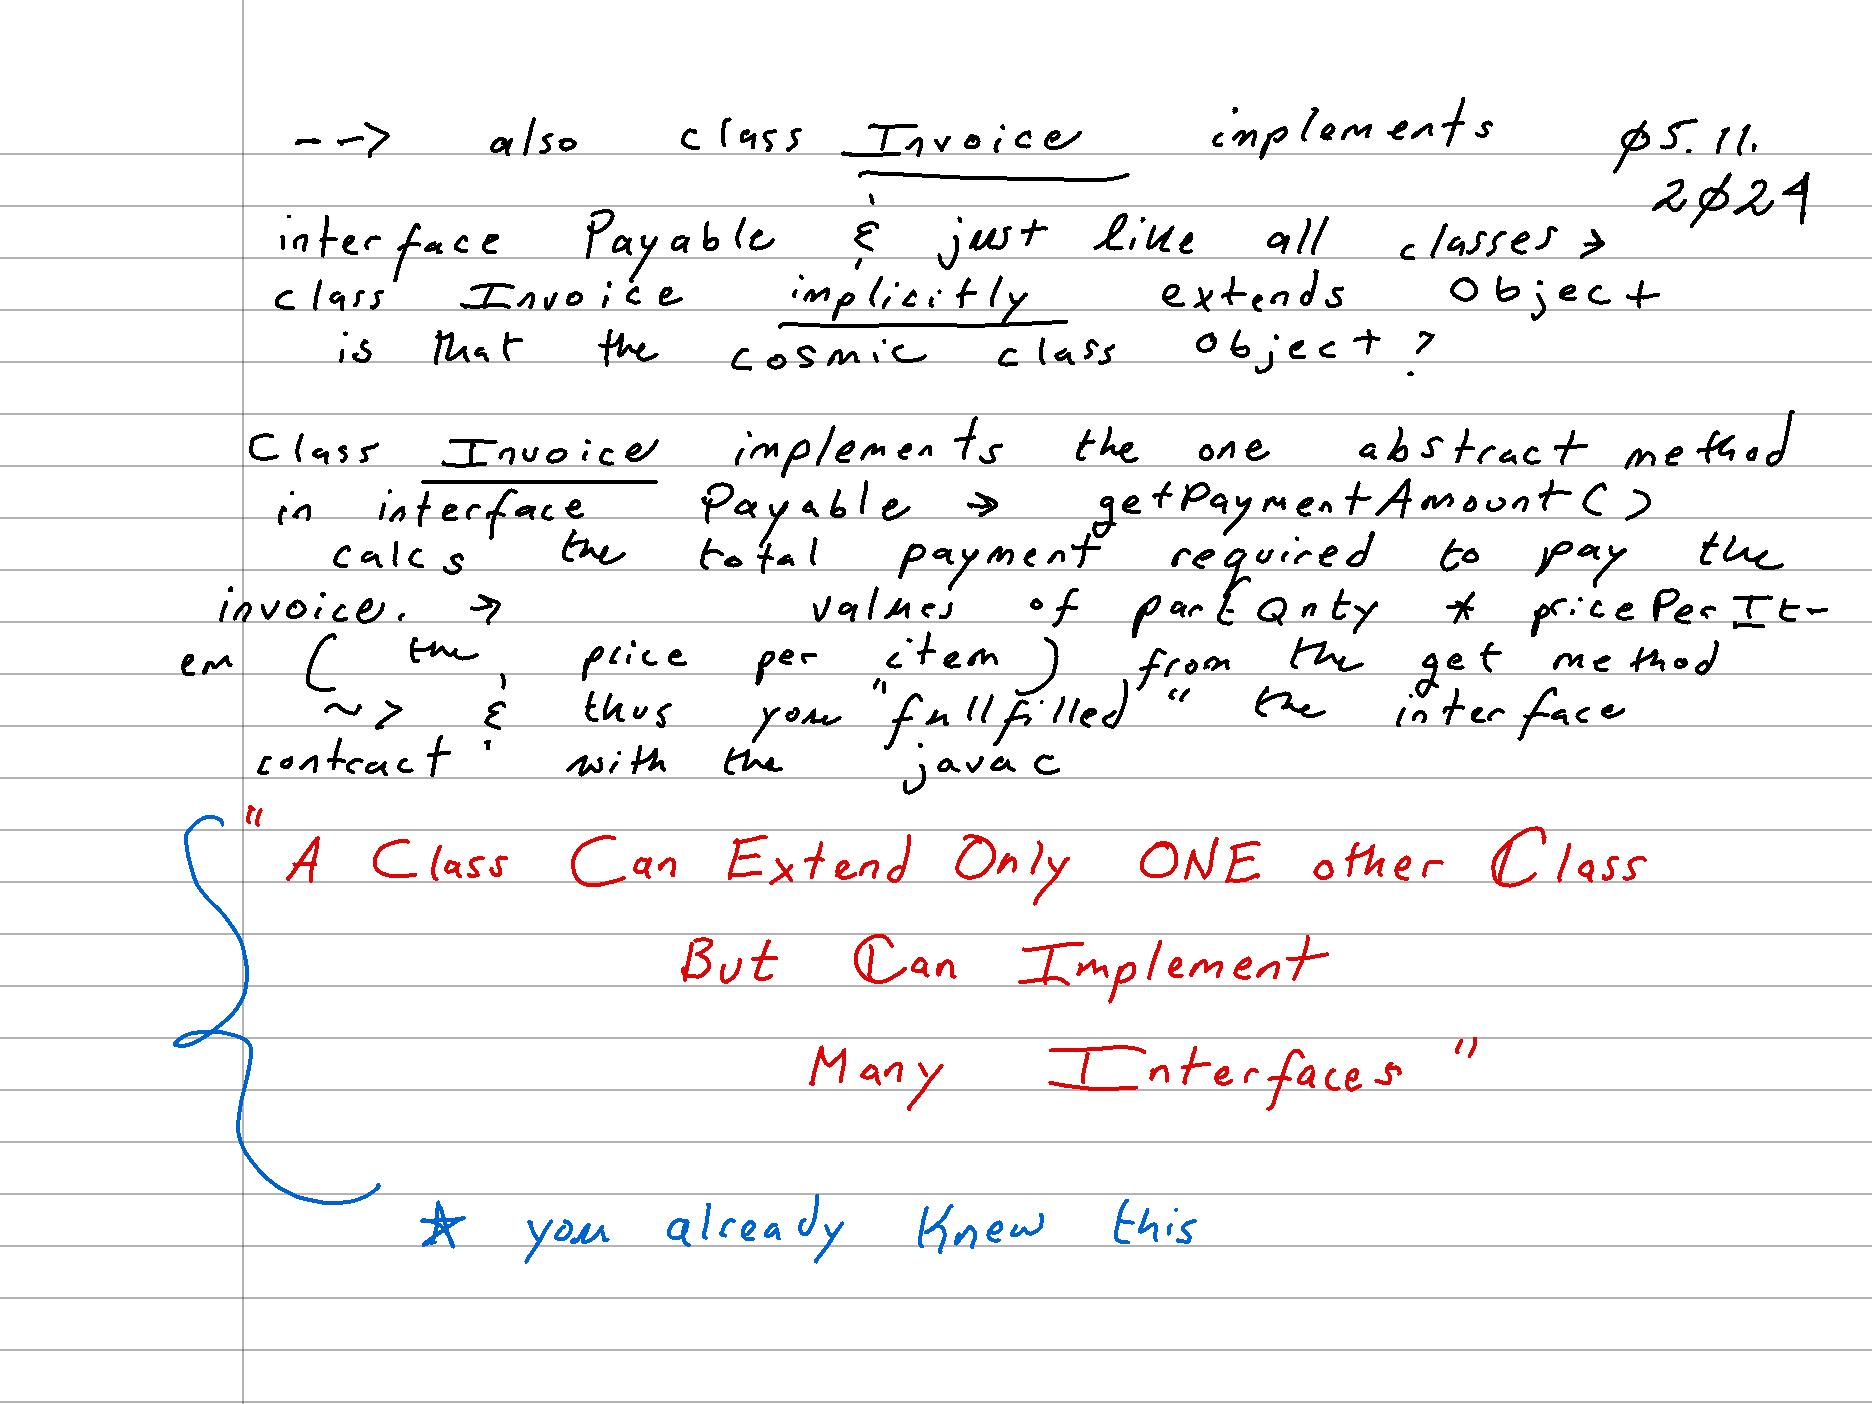 --> also class Invoice implements ø5.11.
2ø24
interface Payable & just like all classes →
class Invoice implicitly extends Object
is that the cosmic class Object?
Class Invoice implements the one abstract method
in interface Payable → getPaymentAmount()
calcs the total payment required to pay the
invoice. → values of partQnty * pricePerIt-
em (the price per item) from the get method
~> & thus you "fullfilled" the interface
contract with the javac
"A Class Can Extend Only ONE other Class
But Can Implement
Many Interfaces"
* you already knew this